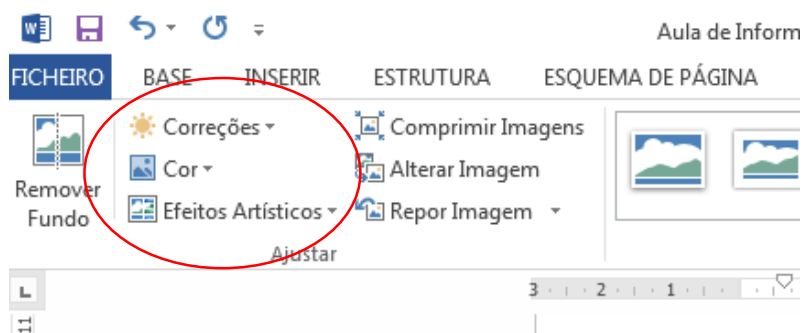 Aula de Inform
FICHEIRO BASE INSERIR ESTRUTURA ESQUEMA DE PÁGINA
Correções Comprimir Imagens
Cor Alterar Imagem
Remover Fundo Efeitos Artísticos Repor Imagem
Ajustar
L 3 2 1
11